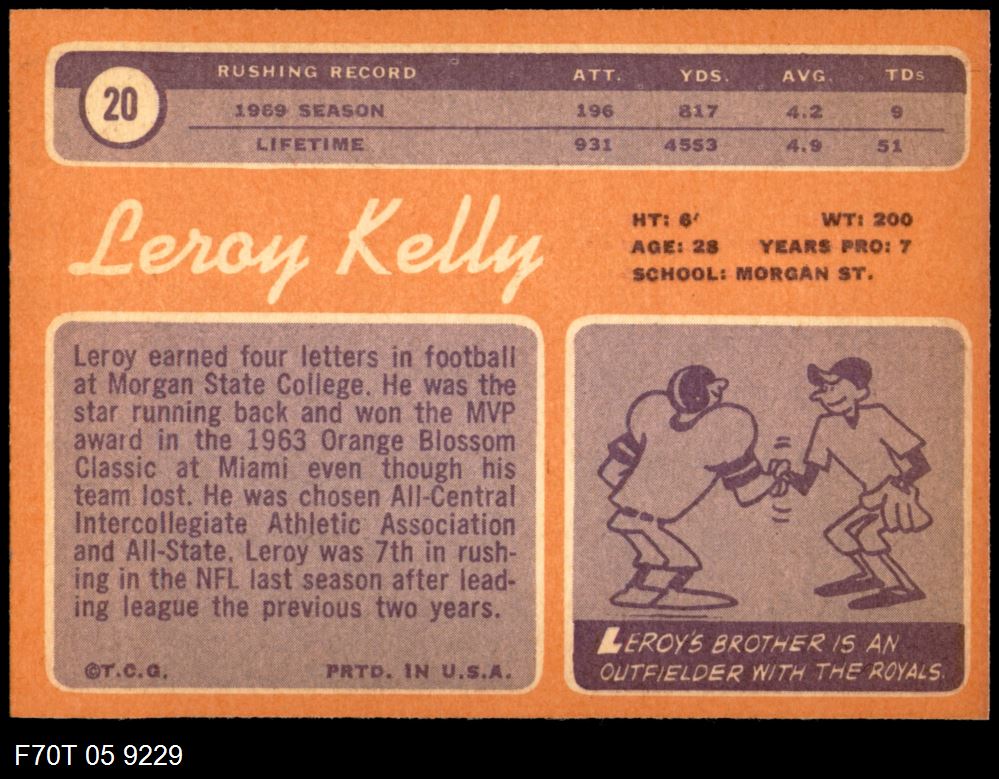 20
RUSHING RECORD ATT. YDS. AVG. TDs
1969 SEASON 196 817 4.2 9
LIFETIME 931 4553 4.9 51
Leroy Kelly
HT: 6' WT: 200
AGE: 28 YEARS PRO: 7
SCHOOL: MORGAN ST.
Leroy earned four letters in football
at Morgan State College. He was the
star running back and won the MVP
award in the 1963 Orange Blossom
Classic at Miami even though his
team lost. He was chosen All-Central
Intercollegiate Athletic Association
and All-State. Leroy was 7th in rush-
ing in the NFL last season after lead-
ing league the previous two years.
©T.C.G. PRTD. IN U.S.A.
LEROY'S BROTHER IS AN
OUTFIELDER WITH THE ROYALS.
F70T 05 9229